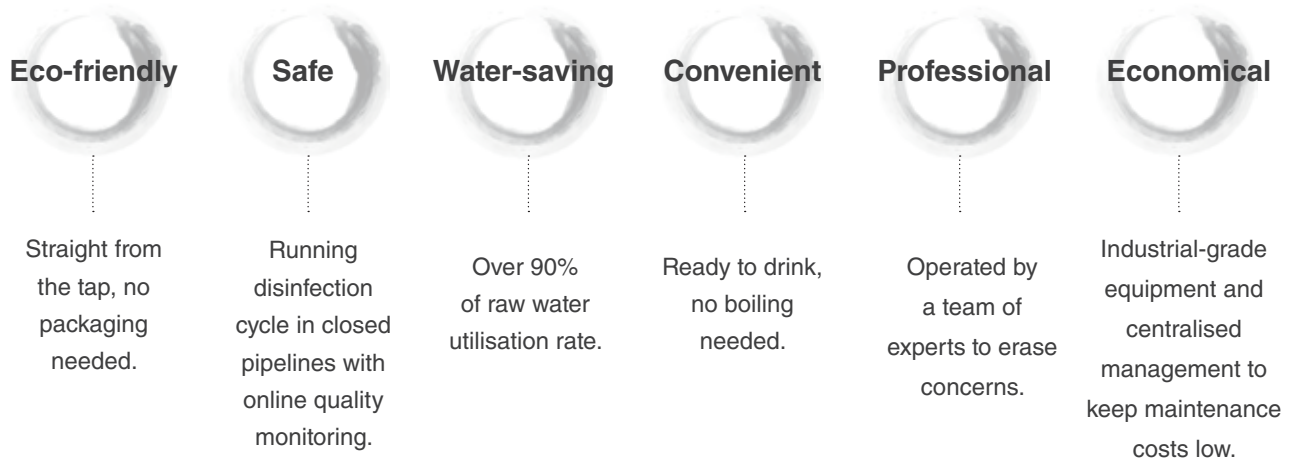 Eco-friendly
Straight from
the tap, no
packaging
needed.
Safe
Running
disinfection
cycle in closed
pipelines with
online quality
monitoring.
Water-saving
Over 90%
of raw water
utilisation rate.
Convenient
Ready to drink,
no boiling
needed.
Professional
Operated by
a team of
experts to erase
concerns.
Economical
Industrial-grade
equipment and
centralised
management to
keep maintenance
costs low.